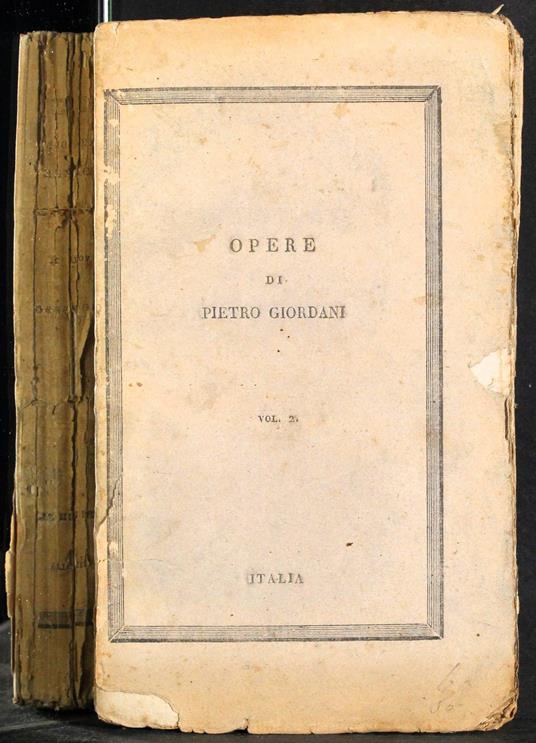 OPERE
DI
PIETRO GIORDANI
VOL. 2.
ITALIA